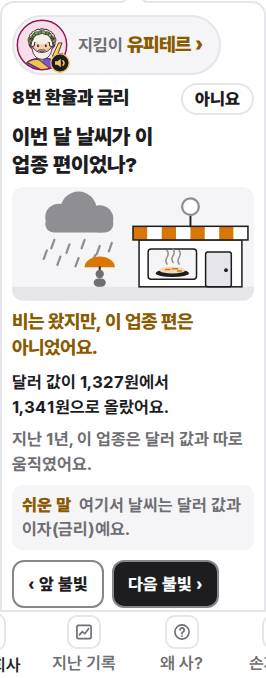 지킴이 유피테르 ›
8번 환율과 금리
아니요
이번 달 날씨가 이
업종 편이었나?
비는 왔지만, 이 업종 편은
아니었어요.
달러 값이 1,327원에서
1,341원으로 올랐어요.
지난 1년, 이 업종은 달러 값과 따로
움직였어요.
쉬운 말 여기서 날씨는 달러 값과
이자(금리)예요.
‹ 앞 불빛
다음 불빛 ›
회사
지난 기록
왜 사?